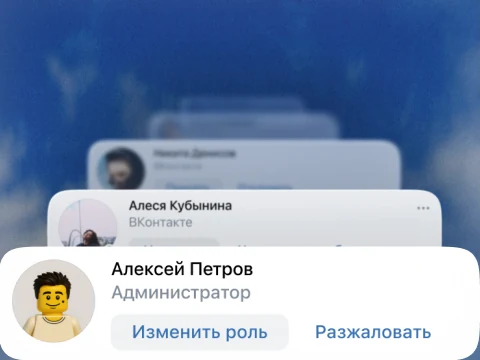 Никита Денисов
Алеся Кубынина
ВКонтакте
Алексей Петров
Администратор
Изменить роль
Разжаловать